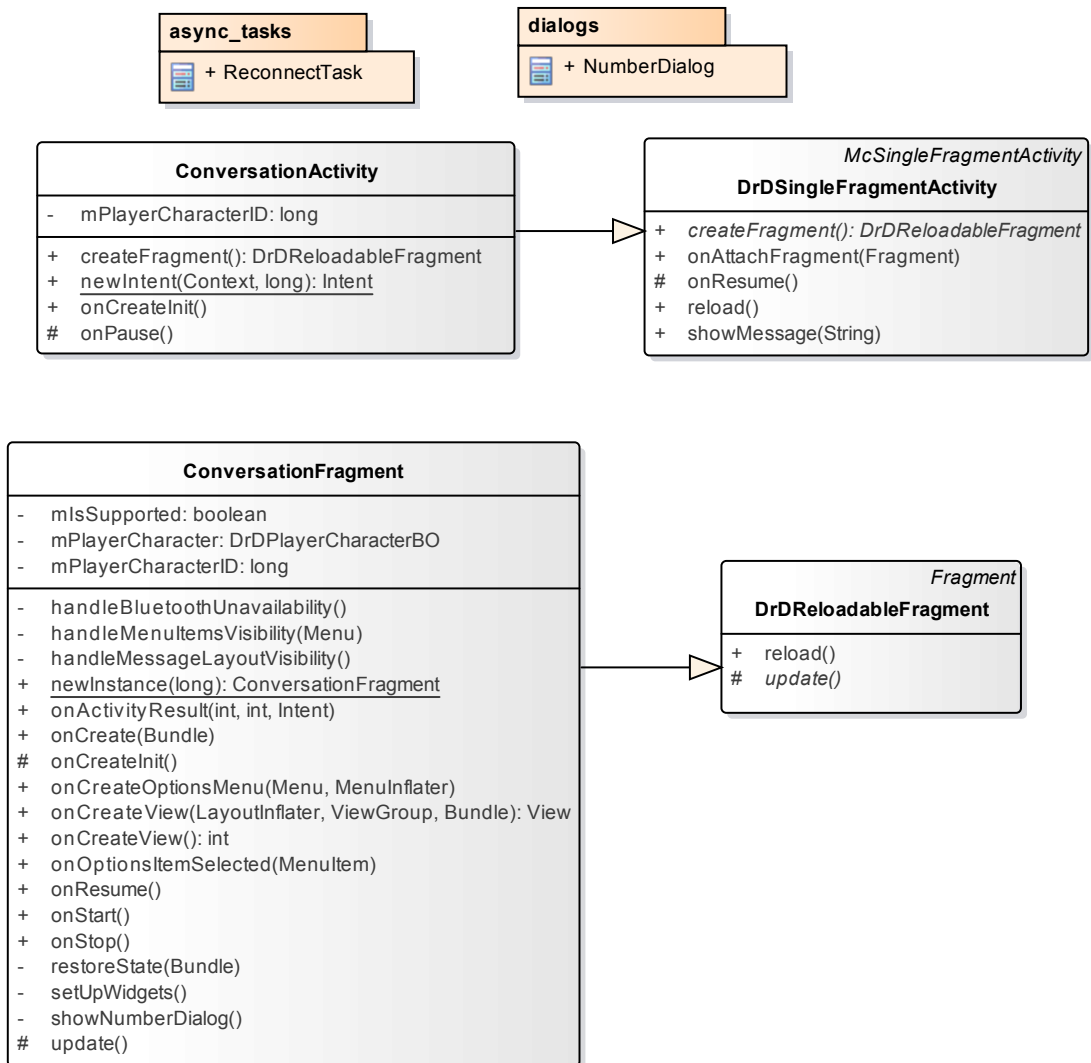 async_tasks
+ ReconnectTask
dialogs
+ NumberDialog
ConversationActivity
- mPlayerCharacterID: long
+ createFragment(): DrDReloadableFragment
+ newIntent(Context, long): Intent
+ onCreateInit()
# onPause()
McSingleFragmentActivity
DrDSingleFragmentActivity
+ createFragment(): DrDReloadableFragment
+ onAttachFragment(Fragment)
# onResume()
+ reload()
+ showMessage(String)
ConversationFragment
- mIsSupported: boolean
- mPlayerCharacter: DrDPlayerCharacterBO
- mPlayerCharacterID: long
- handleBluetoothUnavailability()
- handleMenuItemsVisibility(Menu)
- handleMessageLayoutVisibility()
+ newInstance(long): ConversationFragment
+ onActivityResult(int, int, Intent)
+ onCreate(Bundle)
# onCreateInit()
+ onCreateOptionsMenu(Menu, MenuInflater)
+ onCreateView(LayoutInflater, ViewGroup, Bundle): View
+ onCreateView(): int
+ onOptionsItemSelected(MenuItem)
+ onResume()
+ onStart()
+ onStop()
- restoreState(Bundle)
- setUpWidgets()
- showNumberDialog()
# update()
Fragment
DrDReloadableFragment
+ reload()
# update()